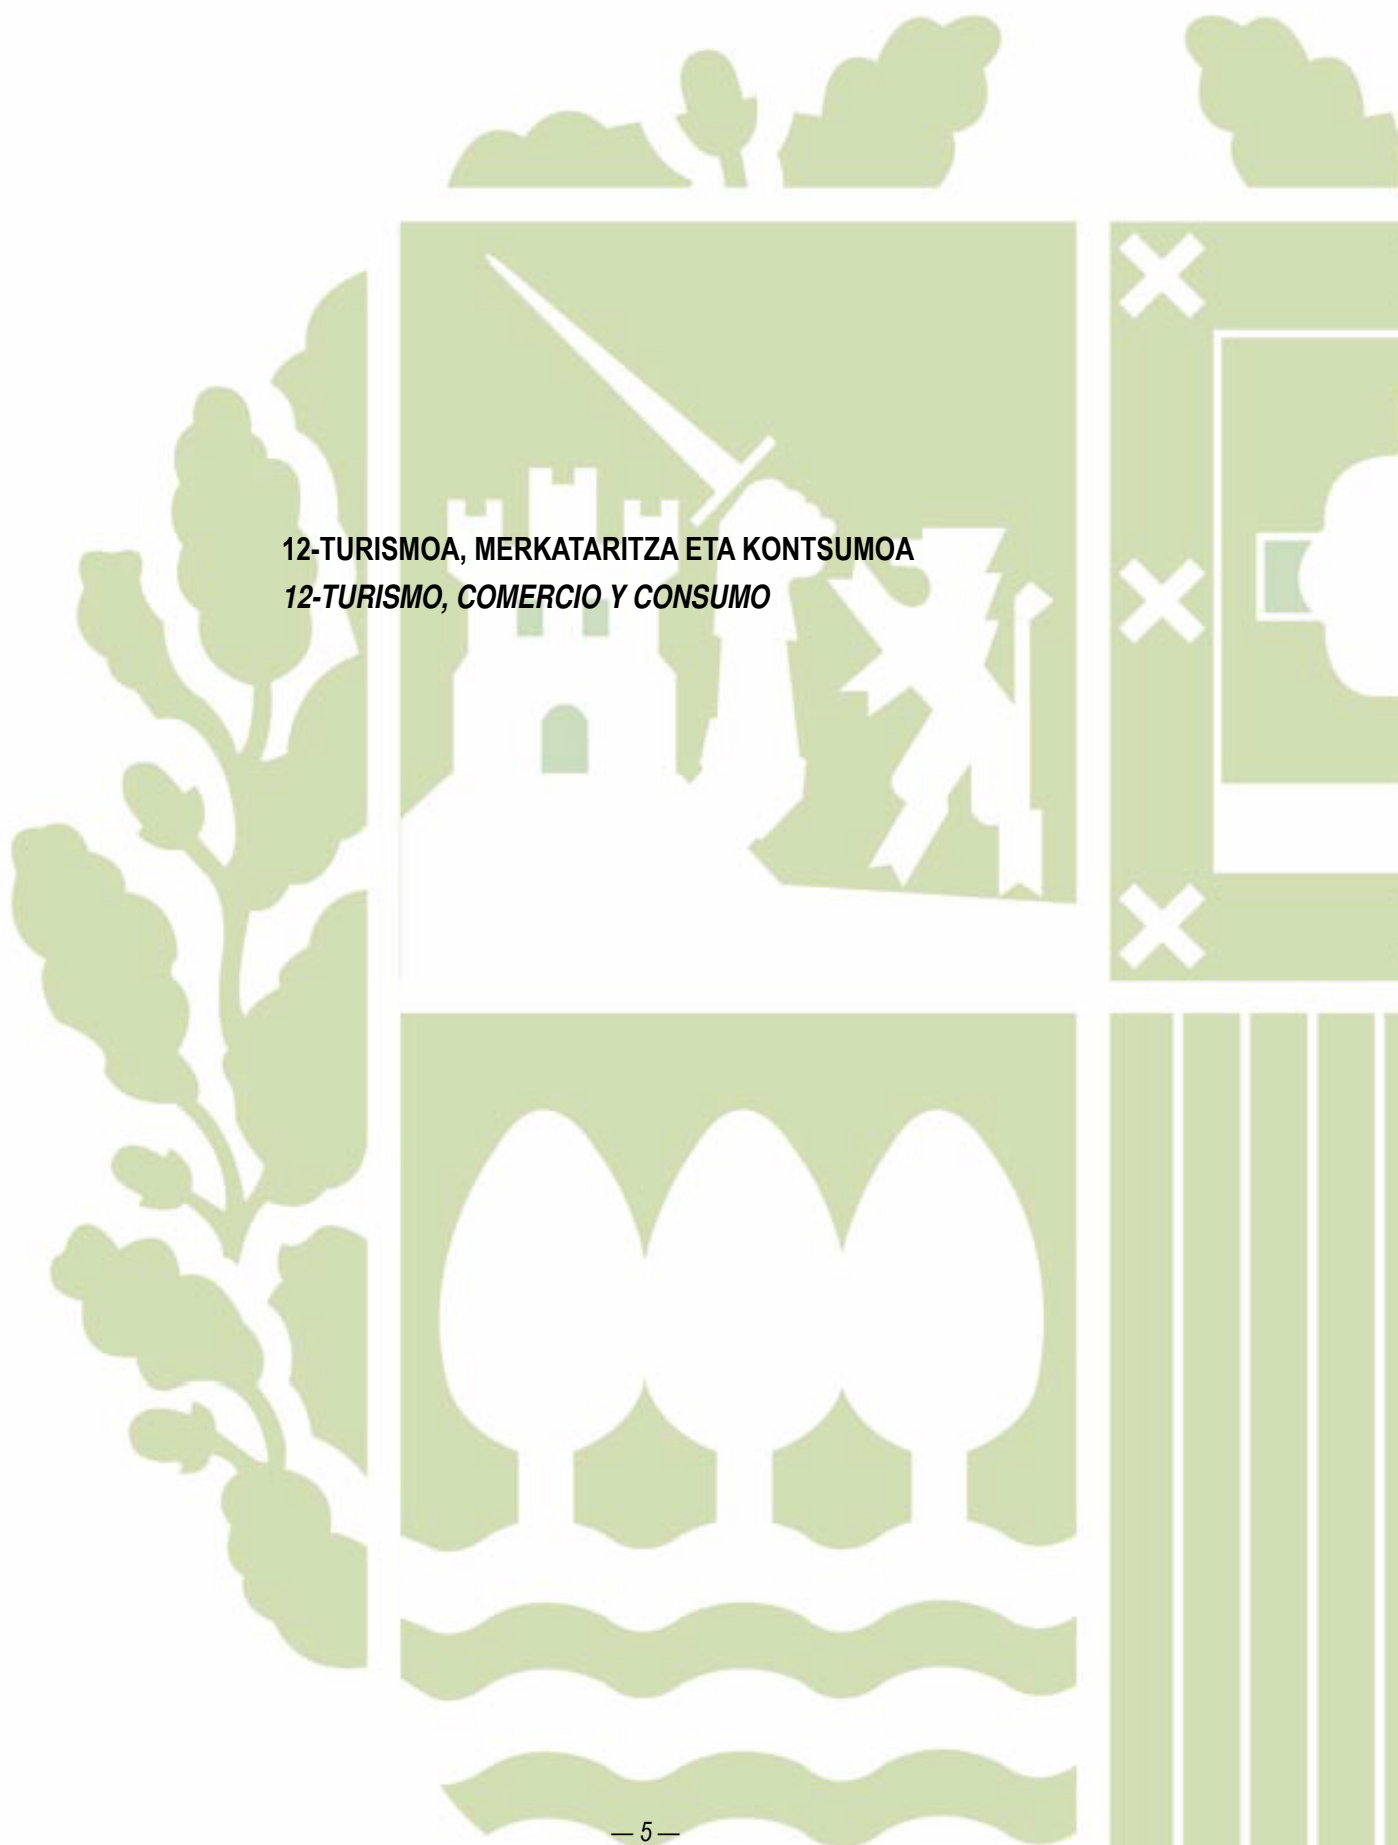 12-TURISMOA, MERKATARITZA ETA KONTSUMOA
12-TURISMO, COMERCIO Y CONSUMO
— 5 —